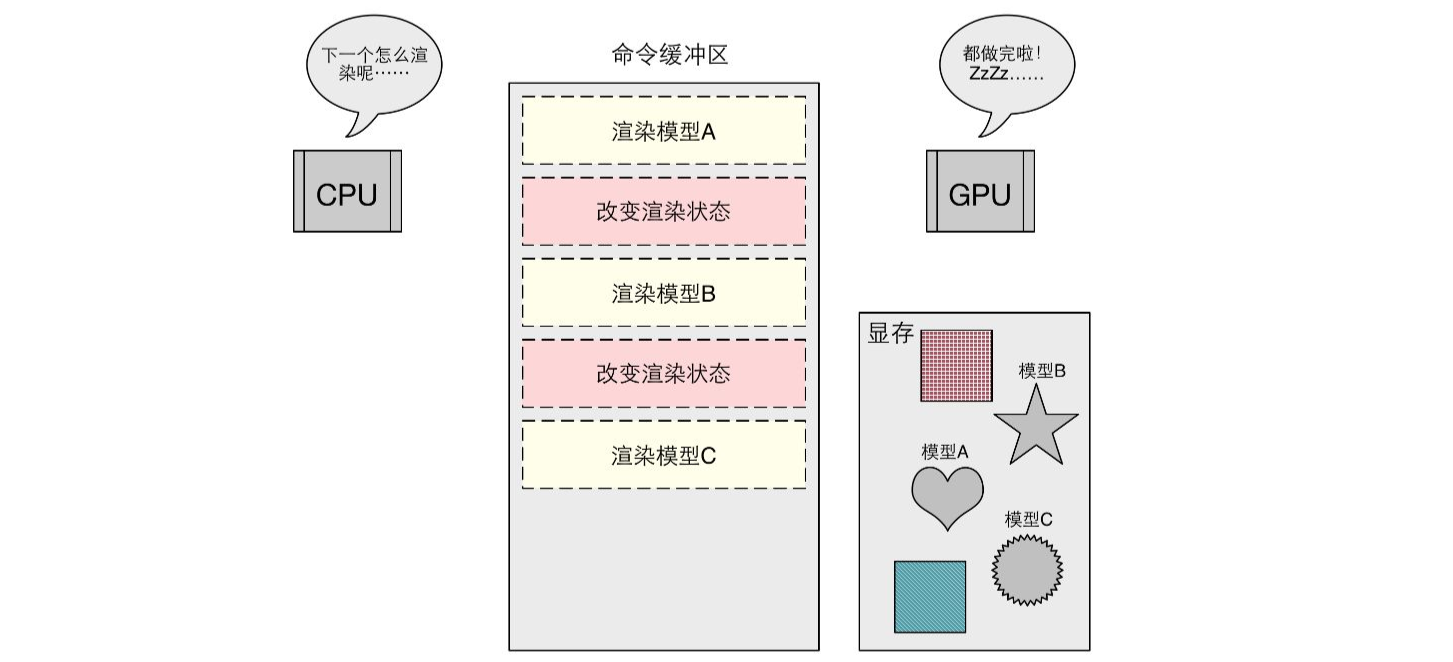 下一个怎么渲
染呢……
命令缓冲区
都做完啦！
ZzZz……
CPU
GPU
渲染模型A
改变渲染状态
渲染模型B
改变渲染状态
渲染模型C
显存
模型B
模型A
模型C